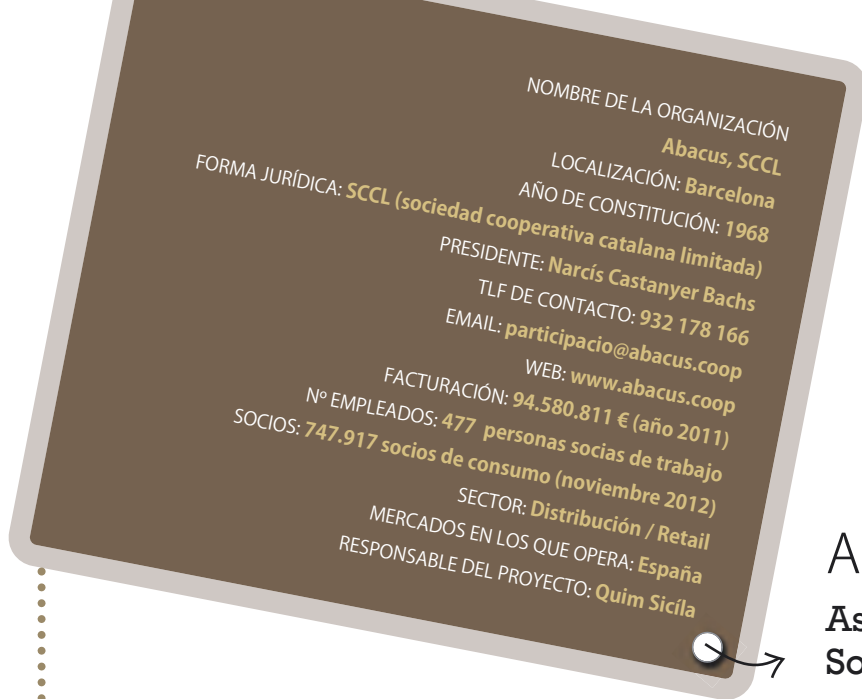 NOMBRE DE LA ORGANIZACIÓN
Abacus, SCCL
LOCALIZACIÓN: Barcelona
AÑO DE CONSTITUCIÓN: 1968
FORMA JURÍDICA: SCCL (sociedad cooperativa catalana limitada)
PRESIDENTE: Narcís Castanyer Bachs
TLF DE CONTACTO: 932 178 166
EMAIL: participacio@abacus.coop
WEB: www.abacus.coop
FACTURACIÓN: 94.580.811 € (año 2011)
Nº EMPLEADOS: 477 personas socias de trabajo
SOCIOS: 747.917 socios de consumo (noviembre 2012)
SECTOR: Distribución / Retail
MERCADOS EN LOS QUE OPERA: España
RESPONSABLE DEL PROYECTO: Quim Sicíla
A
As
So